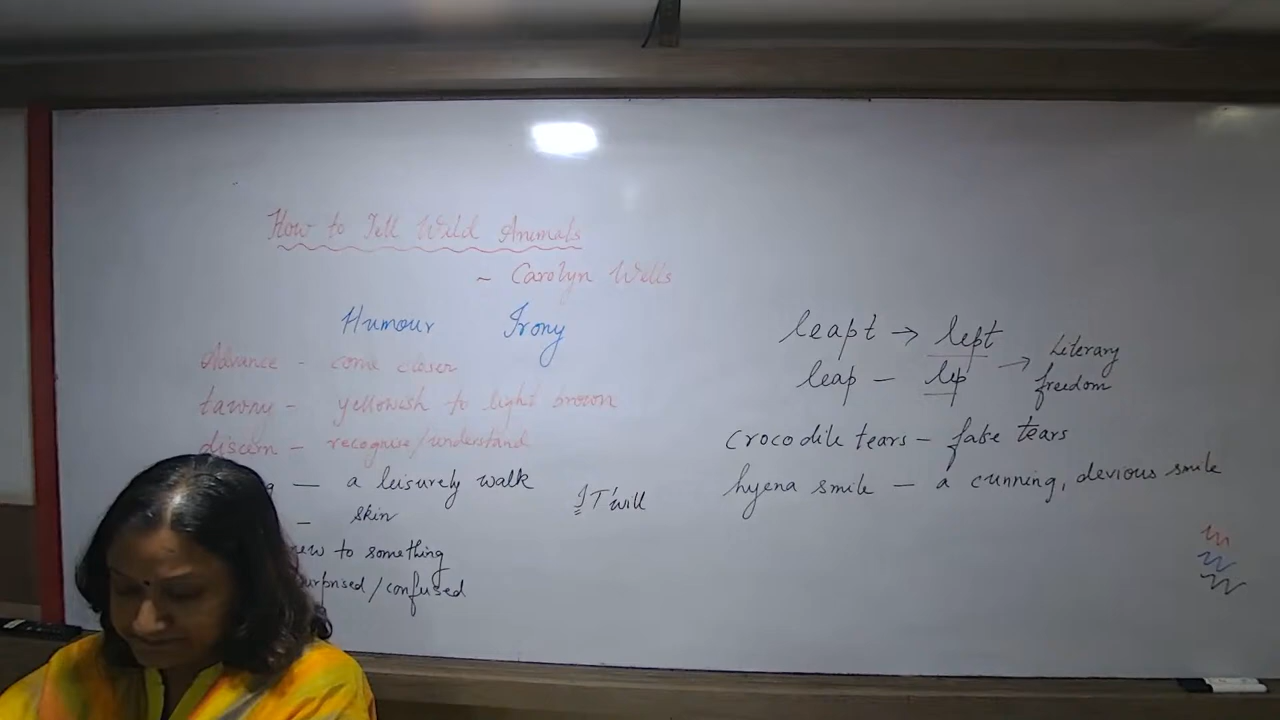 How to Tell Wild Animals
~ Carolyn Wells
Humour Irony
Advance - come closer
tawny - yellowish to light brown
discern - recognise/understand
— a leisurely walk
— skin
new to something
surprised/confused
IT'will
leapt → lept
leap — lep → Literary freedom
crocodile tears — false tears
hyena smile — a cunning, devious smile